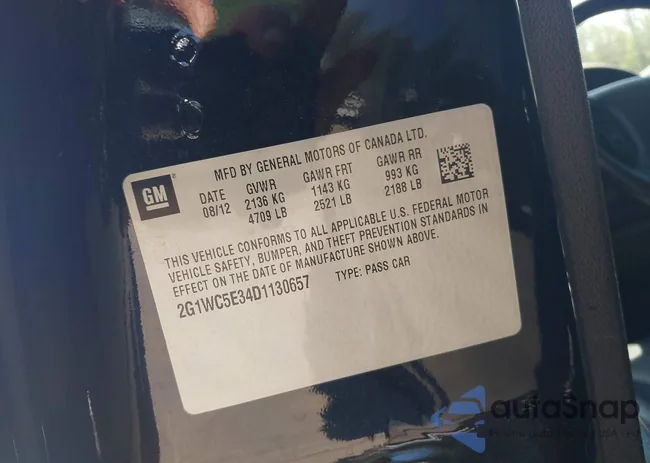 MFD BY GENERAL MOTORS OF CANADA LTD.
GM
DATE GVWR GAWR FRT GAWR RR
08/12 2136 KG 1143 KG 993 KG
4709 LB 2521 LB 2188 LB
THIS VEHICLE CONFORMS TO ALL APPLICABLE U.S. FEDERAL MOTOR
VEHICLE SAFETY, BUMPER, AND THEFT PREVENTION STANDARDS IN
EFFECT ON THE DATE OF MANUFACTURE SHOWN ABOVE.
2G1WC5E34D1130657 TYPE: PASS CAR
autoSnap